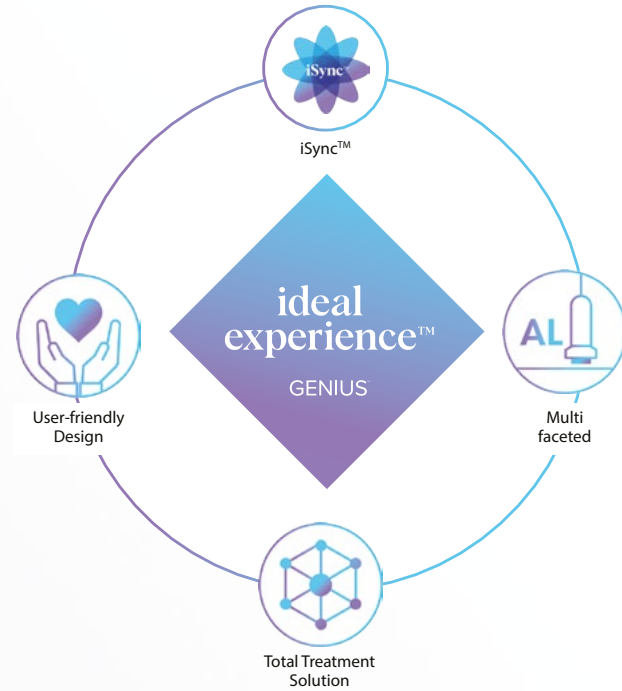 iSync
iSync™
ideal
experience™
GENIUS
AL
User-friendly
Design
Multi
faceted
Total Treatment
Solution